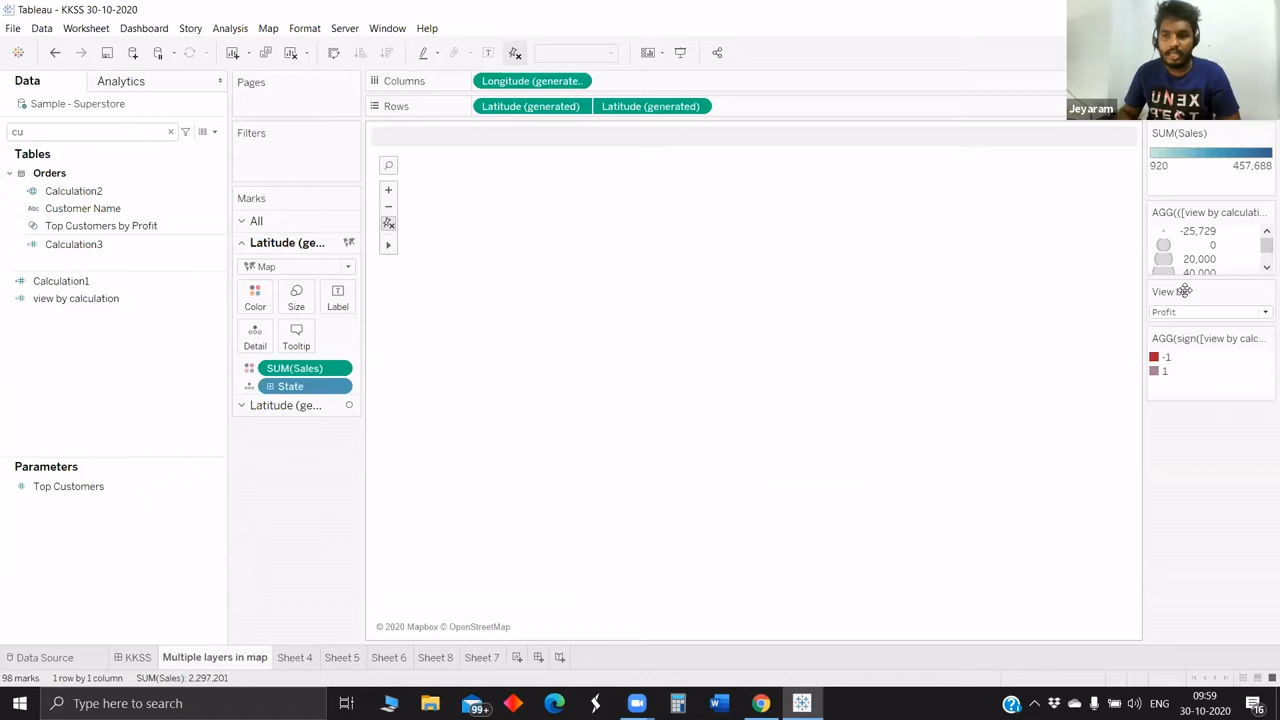 Tableau - KKSS 30-10-2020
File Data Worksheet Dashboard Story Analysis Map Format Server Window Help
Data Analytics
Sample - Superstore
cu
Tables
Orders
Calculation2
Abc Customer Name
Top Customers by Profit
Calculation3
Calculation1
view by calculation
Parameters
Top Customers
Pages
Filters
Marks
All
Latitude (ge...
Map
Color Size Label
Detail Tooltip
SUM(Sales)
State
Latitude (ge...
Columns Longitude (generate..
Rows Latitude (generated) Latitude (generated)
© 2020 Mapbox © OpenStreetMap
Jeyaram
SUM(Sales)
920 457,688
AGG(([view by calculati...
-25,729
0
20,000
40,000
View
Profit
AGG(sign([view by calc...
-1
1
Data Source KKSS Multiple layers in map Sheet 4 Sheet 5 Sheet 6 Sheet 8 Sheet 7
98 marks 1 row by 1 column SUM(Sales): 2,297,201
Type here to search
99+
ENG
09:59
30-10-2020
16